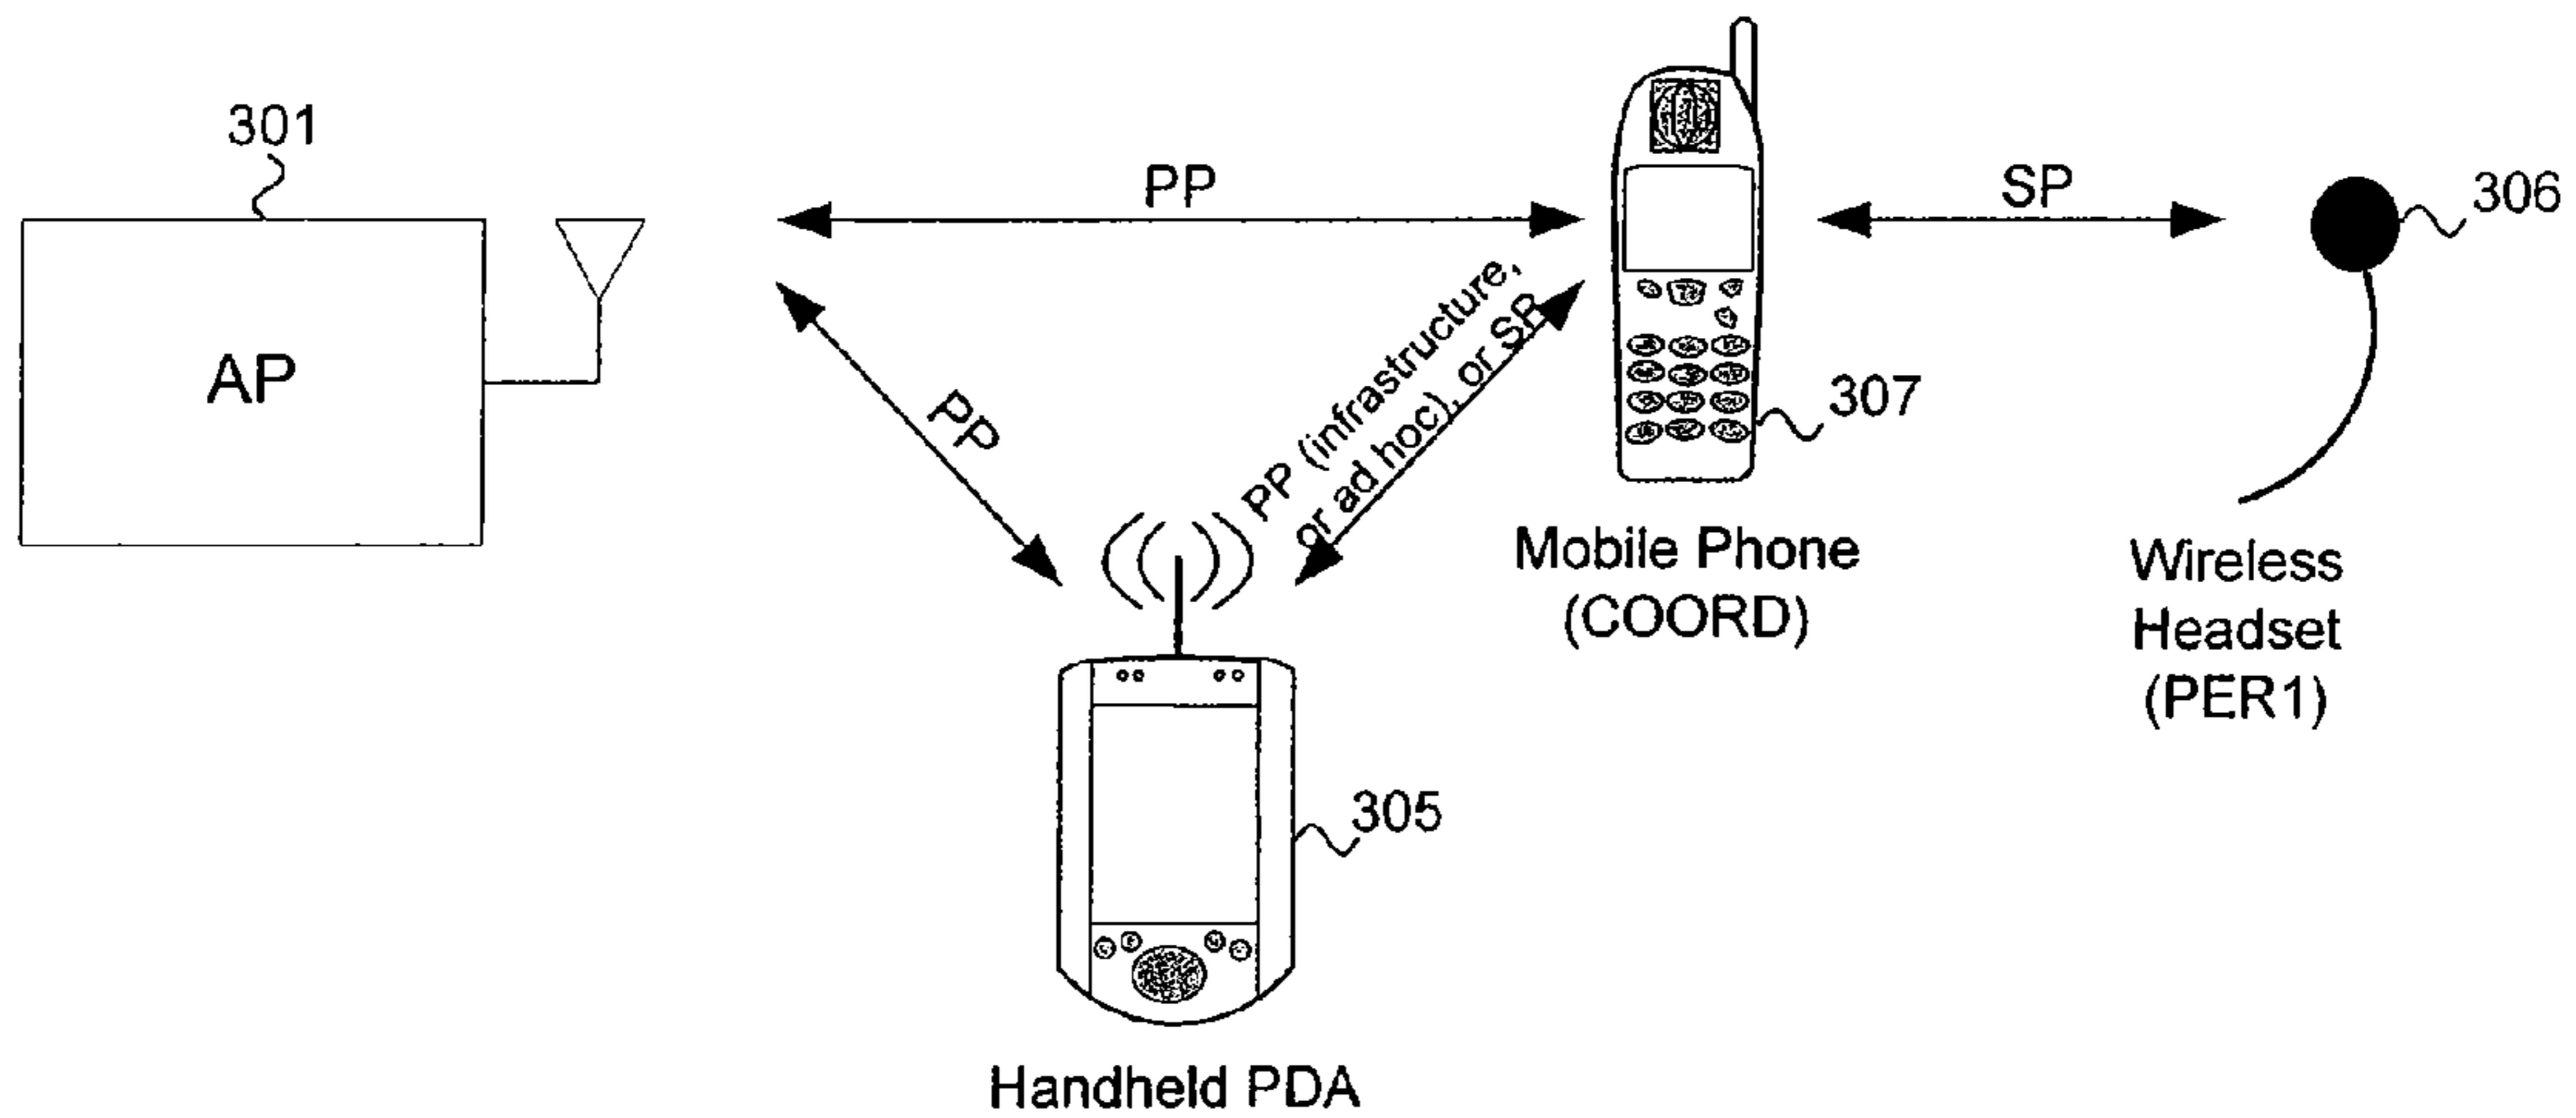 301
AP
PP
SP
306
PP
PP (infrastructure,
or ad hoc), or SP
307
Mobile Phone
(COORD)
Wireless
Headset
(PER1)
305
Handheld PDA